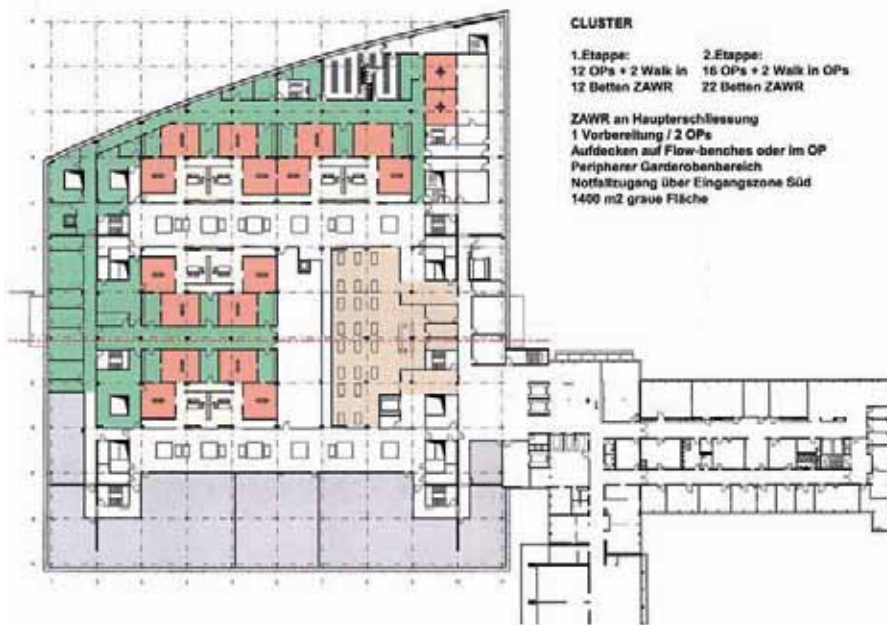 CLUSTER
1.Etappe: 2.Etappe:
12 OPs + 2 Walk in 16 OPs + 2 Walk in OPs
12 Betten ZAWR 22 Betten ZAWR
ZAWR an Haupterschliessung
1 Vorbereitung / 2 OPs
Aufdecken auf Flow-benches oder im OP
Peripherer Garderobenbereich
Notfallzugang über Eingangszone Süd
1400 m2 graue Fläche